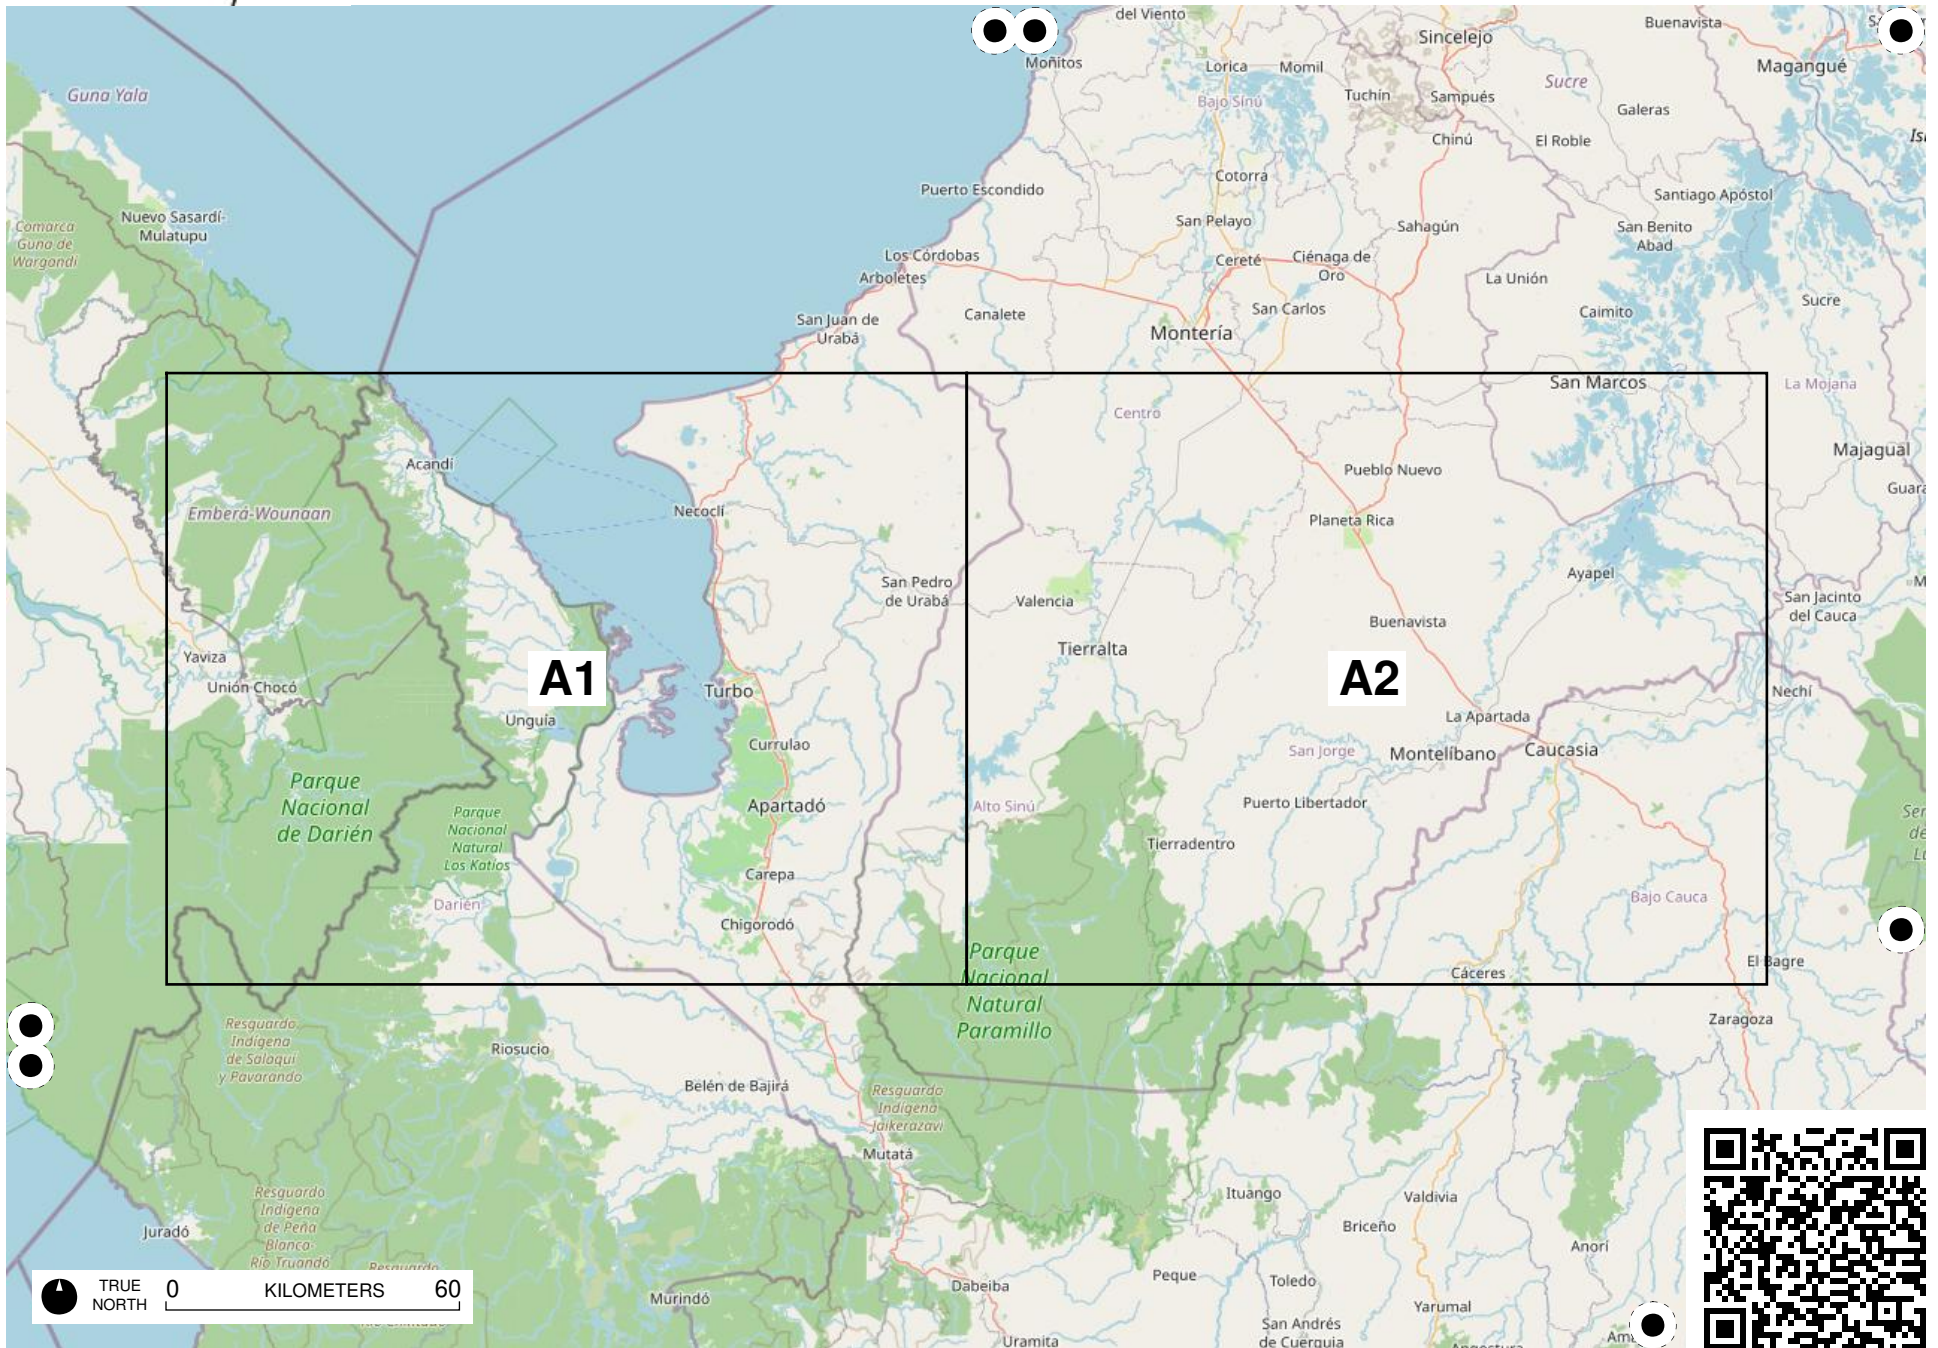 del Viento
Buenavista
Sincelejo
Moñitos
Lorica
Momil
Magangué
Guna Yala
Tuchín
Sampués
Sucre
Bajo Sinú
Galeras
Chinú
El Roble
Cotorra
Puerto Escondido
Santiago Apóstol
Nuevo Sasardí-
Mulatupu
San Pelayo
Sahagún
San Benito
Abad
Comarca
Guna de
Wargandi
Los Córdobas
Cereté
Ciénaga de
Oro
Arboletes
La Unión
San Juan de
Urabá
Canalete
San Carlos
Caimito
Sucre
Montería
San Marcos
La Mojana
Centro
Acandí
Pueblo Nuevo
Majagual
Guara
Emberá-Wounaan
Necoclí
Planeta Rica
San Pedro
de Urabá
Ayapel
Valencia
San Jacinto
del Cauca
Buenavista
Tierralta
Yaviza
Unión Chocó
A1
A2
Turbo
Nechí
Unguía
La Apartada
Currulao
San Jorge
Montelíbano
Caucasia
Parque
Nacional
de Darién
Apartadó
Alto Sinú
Puerto Libertador
Parque
Nacional
Natural
Los Katíos
Tierradentro
Carepa
Darién
Bajo Cauca
Chigorodó
Parque
Nacional
Natural
Paramillo
Cáceres
El Bagre
Zaragoza
Resguardo
Indígena
de Salaquí
y Pavarando
Riosucio
Belén de Bajirá
Resguardo
Indígena
Jaikerazavi
Mutatá
Resguardo
Indígena
de Peña
Blanca-
Río Truandó
Ituango
Valdivia
Juradó
Briceño
Anorí
Resguardo
Peque
Toledo
Dabeiba
Murindó
Yarumal
San Andrés
de Cuerquia
Uramita
Angostura
TRUE
NORTH
0 KILOMETERS 60